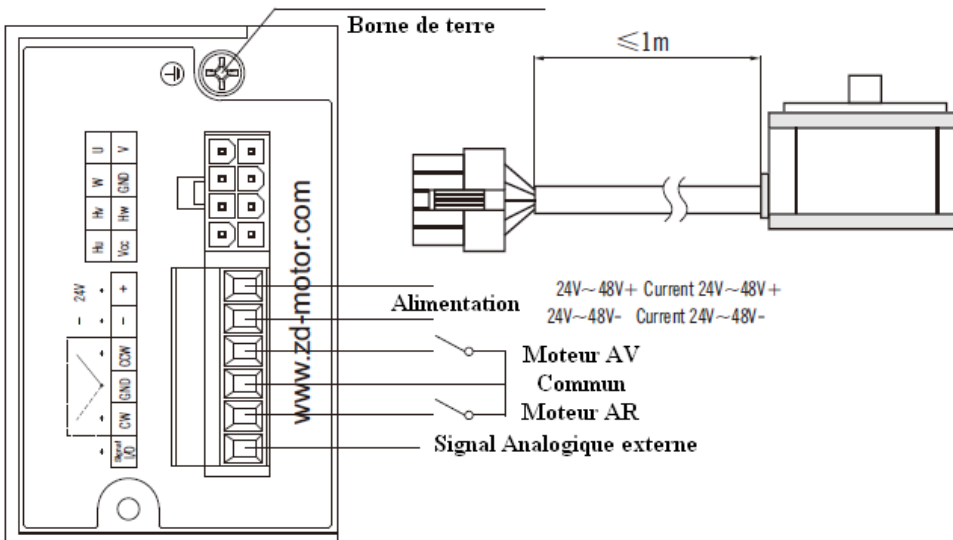 Borne de terre
≤1m
U V
W GND
Hv Hw
Hu Vcc
www.zd-motor.com
24V
+
-
-
CCW
GND
CW
Signal I/O
Alimentation
24V～48V+ Current 24V～48V+
24V～48V- Current 24V～48V-
Moteur AV
Commun
Moteur AR
Signal Analogique externe